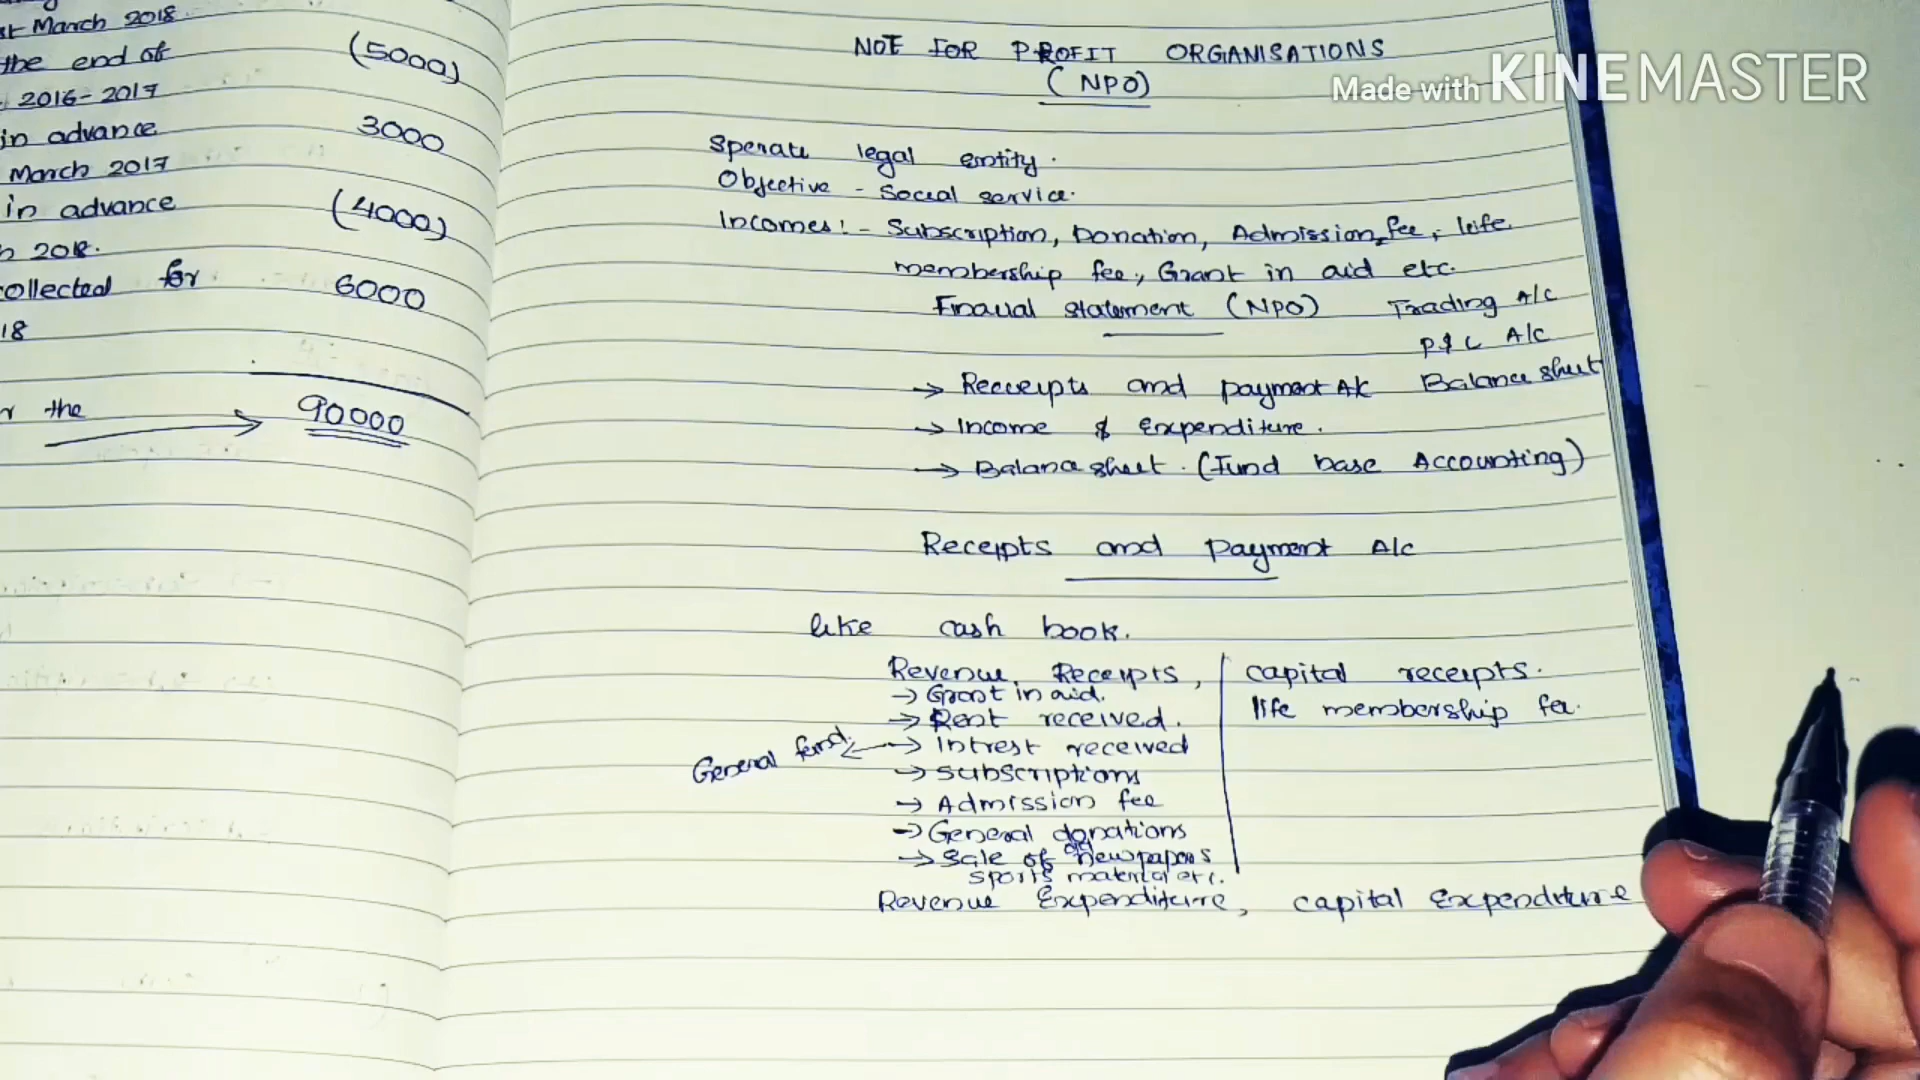 st March 2018
the end of (5000)
2016-2017
in advance 3000
March 2017
in advance (4000)
h 2018.
collected for 6000
18
r the → 90000
NOT FOR PROFIT ORGANISATIONS
(NPO)
Made with KINEMASTER
Sperate legal entity.
Objective - Social service.
Incomes:- Subscription, Donation, Admission fee, life
membership fee, Grant in aid etc.
Finaual statement (NPO) Trading A/c
P&L A/c
→ Receipts and payment A/c Balance sheet
→ Income & Expenditure.
→ Balance sheet. (Fund base Accounting)
Receipts and payment A/c
like cash book.
Revenue Receipts, capital receipts.
→ Grant in aid.
→ Rent received. life membership fee.
General fund ← → Intrest received
→ subscriptions
→ Admission fee
→ General donations
→ Sale of old newpapers
sports material etc.
Revenue Expenditure, capital Expenditure